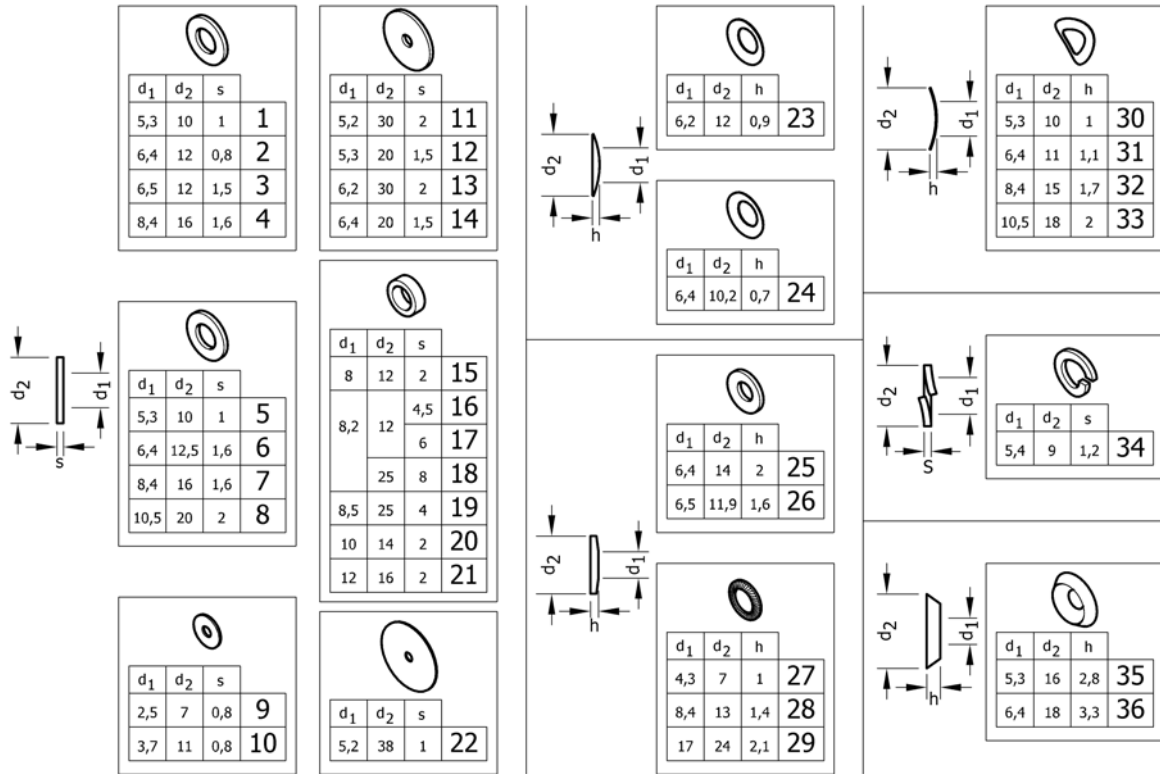 d1 d2 s
5,3 10 1 1
6,4 12 0,8 2
6,5 12 1,5 3
8,4 16 1,6 4
d2
d1
s
d1 d2 s
5,3 10 1 5
6,4 12,5 1,6 6
8,4 16 1,6 7
10,5 20 2 8
d1 d2 s
2,5 7 0,8 9
3,7 11 0,8 10
d1 d2 s
5,2 30 2 11
5,3 20 1,5 12
6,2 30 2 13
6,4 20 1,5 14
d1 d2 s
8 12 2 15
8,2 12 4,5 16
6 17
25 8 18
8,5 25 4 19
10 14 2 20
12 16 2 21
d1 d2 s
5,2 38 1 22
d2
d1
h
d1 d2 h
6,2 12 0,9 23
d1 d2 h
6,4 10,2 0,7 24
d2
d1
h
d1 d2 h
6,4 14 2 25
6,5 11,9 1,6 26
d1 d2 h
4,3 7 1 27
8,4 13 1,4 28
17 24 2,1 29
d2
d1
h
d1 d2 h
5,3 10 1 30
6,4 11 1,1 31
8,4 15 1,7 32
10,5 18 2 33
d2
d1
S
d1 d2 s
5,4 9 1,2 34
d2
d1
h
d1 d2 h
5,3 16 2,8 35
6,4 18 3,3 36